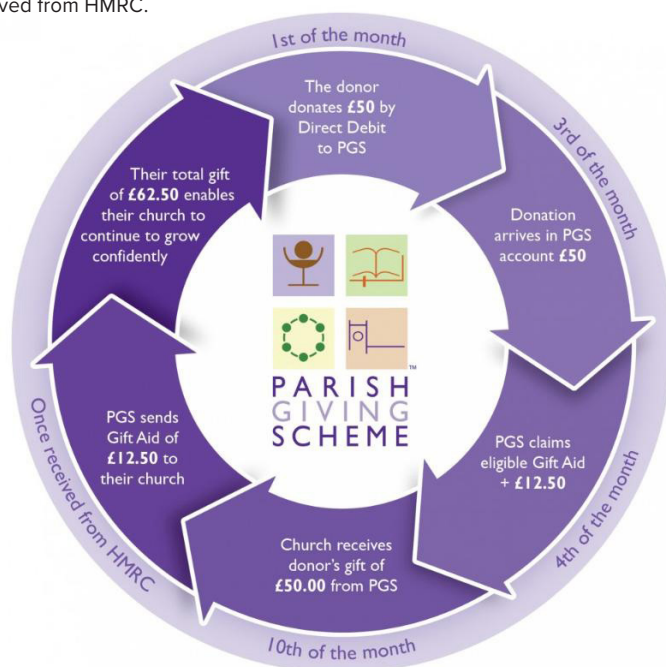 ved from HMRC.
1st of the month
The donor
donates £50 by
Direct Debit
to PGS
3rd of the month
Donation
arrives in PGS
account £50
4th of the month
PGS claims
eligible Gift Aid
+ £12.50
10th of the month
Church receives
donor's gift of
£50.00 from PGS
Once received from HMRC
PGS sends
Gift Aid of
£12.50 to
their church
Their total gift
of £62.50 enables
their church to
continue to grow
confidently
PARISH
GIVING
SCHEME
TM